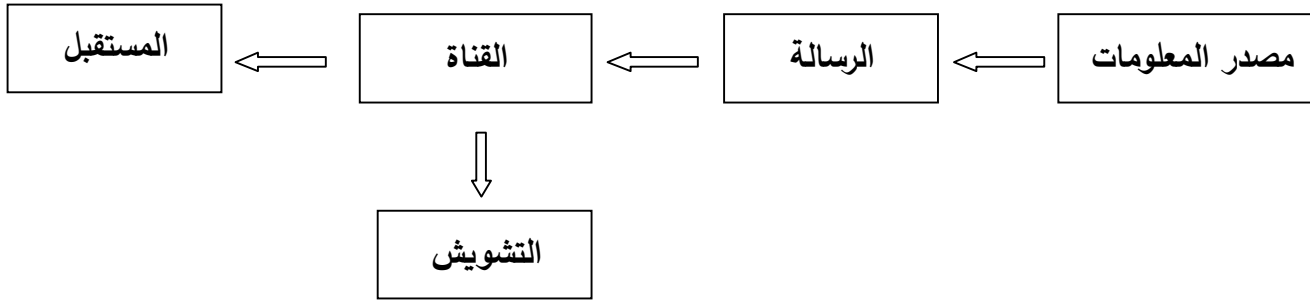 مصدر المعلومات
الرسالة
القناة
المستقبل
التشويش